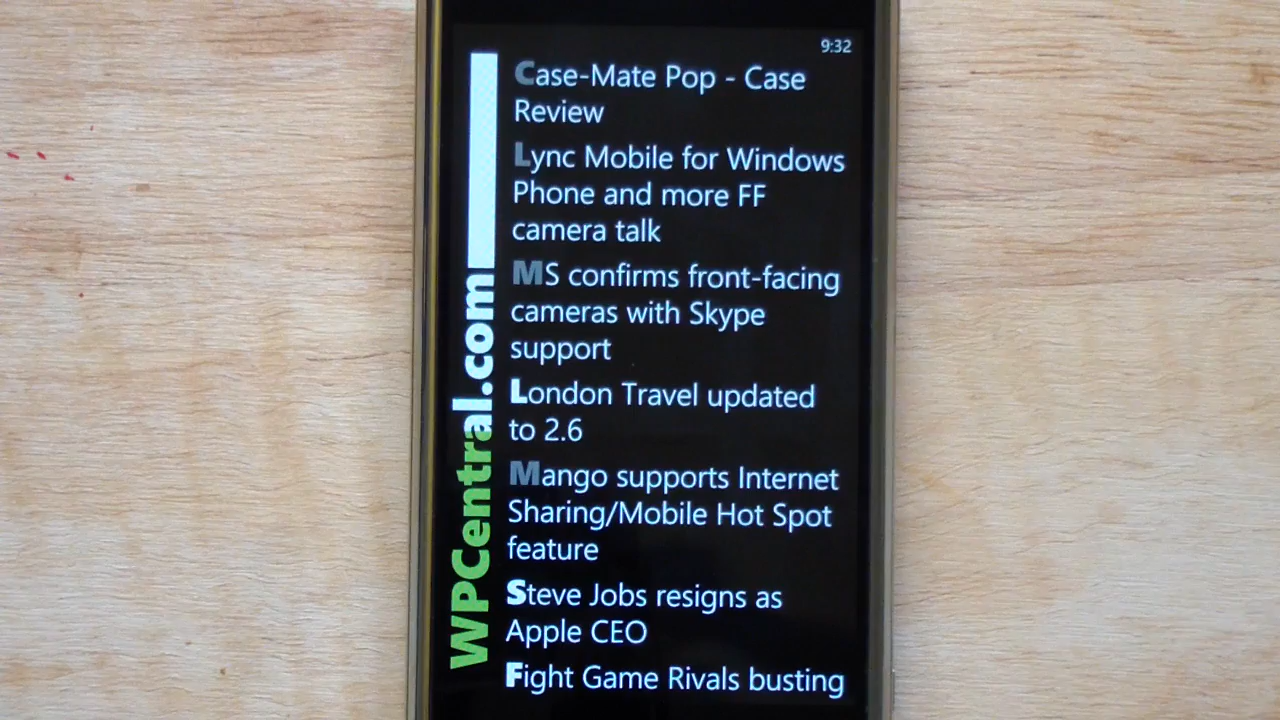 9:32
WPCentral.com
Case-Mate Pop - Case
Review
Lync Mobile for Windows
Phone and more FF
camera talk
MS confirms front-facing
cameras with Skype
support
London Travel updated
to 2.6
Mango supports Internet
Sharing/Mobile Hot Spot
feature
Steve Jobs resigns as
Apple CEO
Fight Game Rivals busting